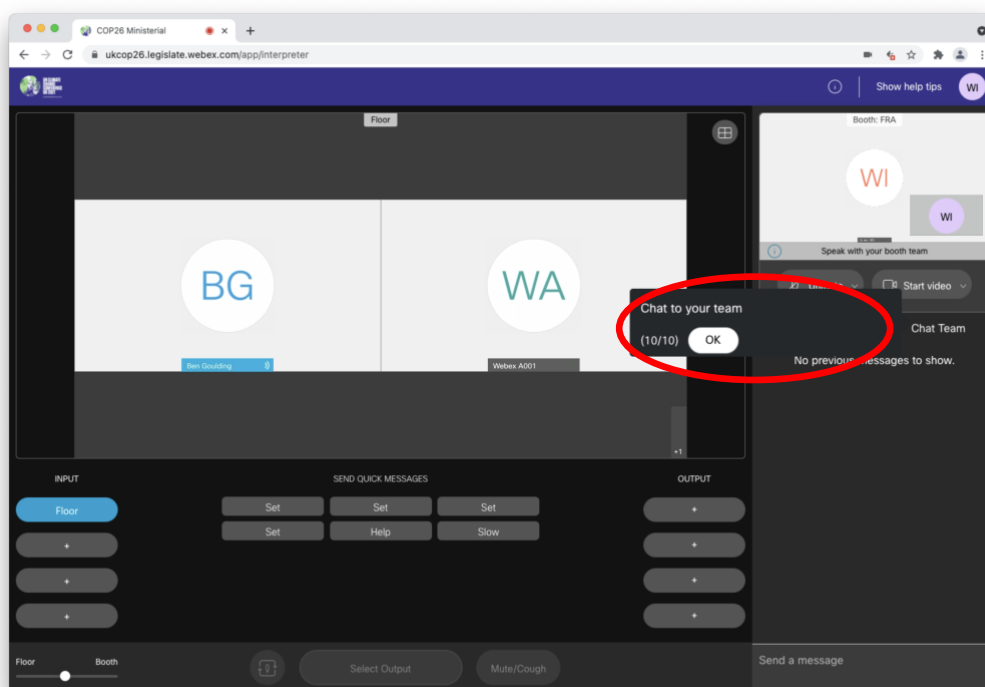 COP26 Ministerial
ukcop26.legislate.webex.com/app/interpreter
Show help tips
WI
Floor
Booth: FRA
WI
WI
Speak with your booth team
Start video
BG
WA
Ben Goulding
Webex A001
Chat to your team
(10/10) OK
Chat Team
No previous messages to show.
+1
INPUT
SEND QUICK MESSAGES
OUTPUT
Floor
Set Set Set
+
Set Help Slow
+
+
+
+
+
+
Floor Booth
Select Output
Mute/Cough
Send a message